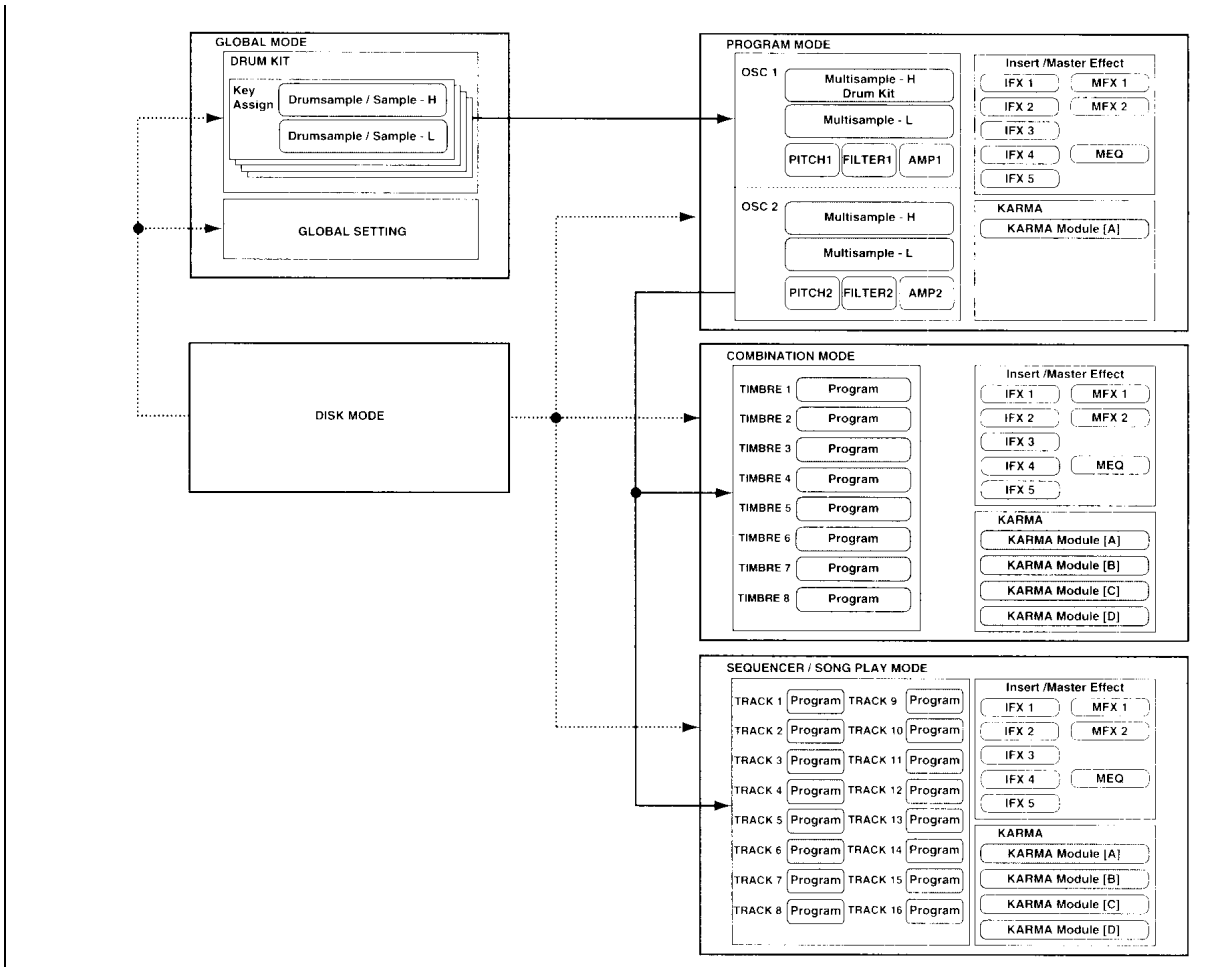 GLOBAL MODE
DRUM KIT
Key
Assign
Drumsample / Sample - H
Drumsample / Sample - L
GLOBAL SETTING
DISK MODE
PROGRAM MODE
OSC 1
Multisample - H
Drum Kit
Multisample - L
PITCH1 FILTER1 AMP1
OSC 2
Multisample - H
Multisample - L
PITCH2 FILTER2 AMP2
Insert /Master Effect
IFX 1 MFX 1
IFX 2 MFX 2
IFX 3
IFX 4 MEQ
IFX 5
KARMA
KARMA Module [A]
COMBINATION MODE
TIMBRE 1 Program
TIMBRE 2 Program
TIMBRE 3 Program
TIMBRE 4 Program
TIMBRE 5 Program
TIMBRE 6 Program
TIMBRE 7 Program
TIMBRE 8 Program
Insert /Master Effect
IFX 1 MFX 1
IFX 2 MFX 2
IFX 3
IFX 4 MEQ
IFX 5
KARMA
KARMA Module [A]
KARMA Module [B]
KARMA Module [C]
KARMA Module [D]
SEQUENCER / SONG PLAY MODE
TRACK 1 Program TRACK 9 Program
TRACK 2 Program TRACK 10 Program
TRACK 3 Program TRACK 11 Program
TRACK 4 Program TRACK 12 Program
TRACK 5 Program TRACK 13 Program
TRACK 6 Program TRACK 14 Program
TRACK 7 Program TRACK 15 Program
TRACK 8 Program TRACK 16 Program
Insert /Master Effect
IFX 1 MFX 1
IFX 2 MFX 2
IFX 3
IFX 4 MEQ
IFX 5
KARMA
KARMA Module [A]
KARMA Module [B]
KARMA Module [C]
KARMA Module [D]